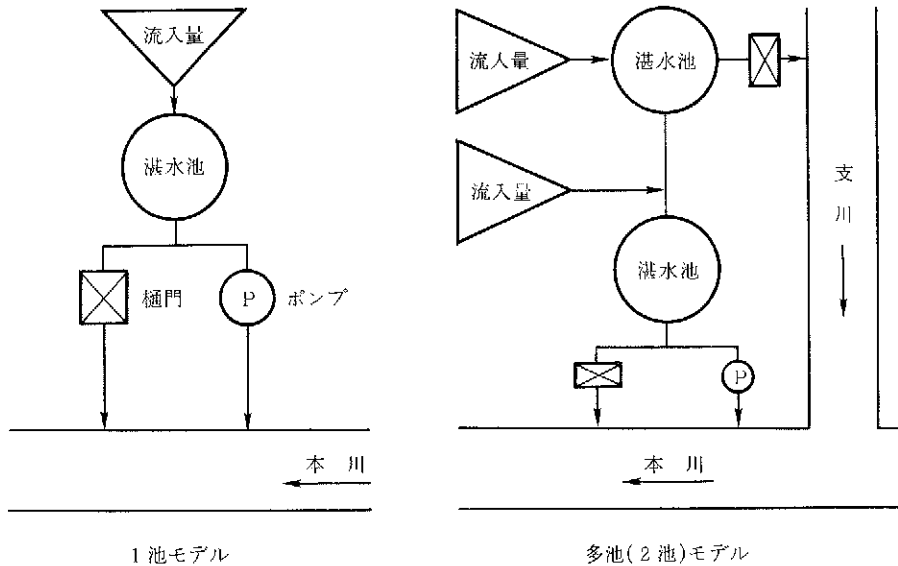 流入量
湛水池
樋門
P
ポンプ
本川
1池モデル
流入量
湛水池
流入量
湛水池
P
支川
本川
多池(2池)モデル